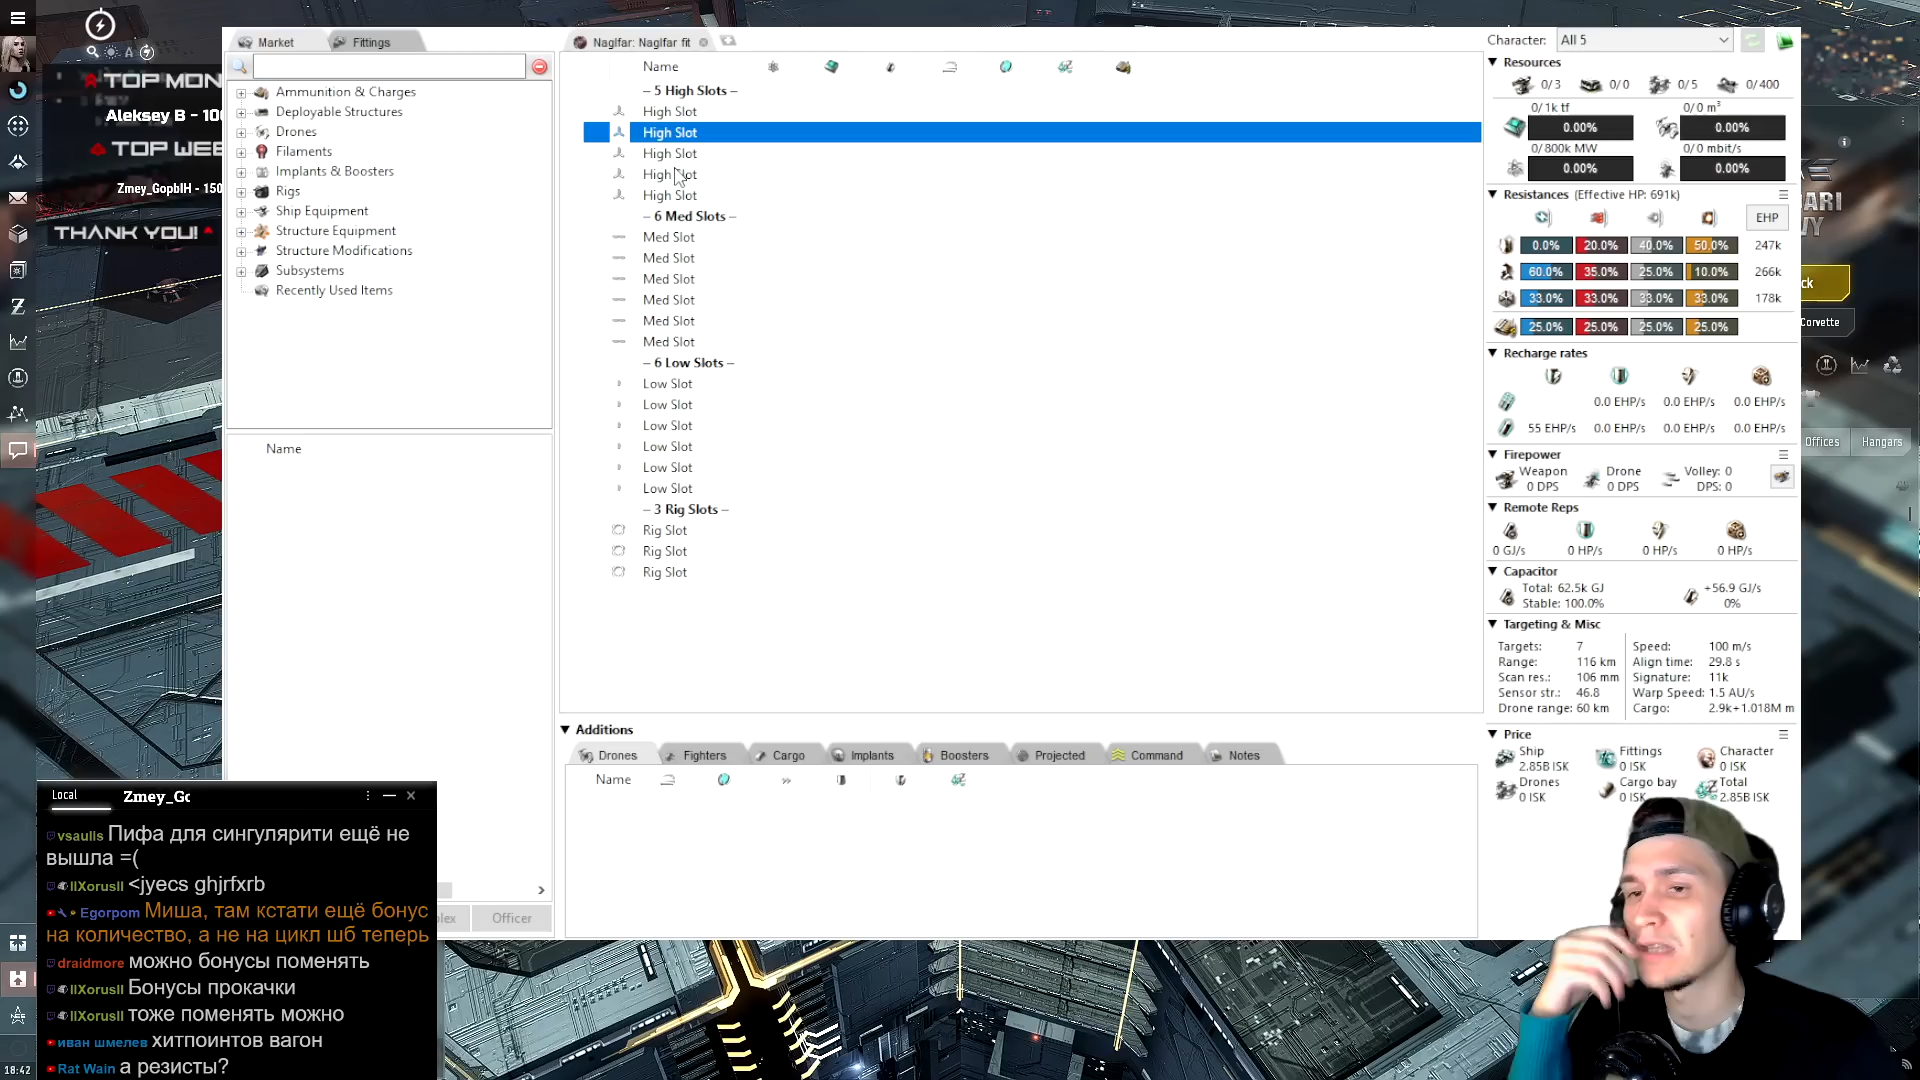 TOP MON
Aleksey B - 100
TOP WEE
Zmey_GopblH - 150
THANK YOU!
Market
Fittings
Ammunition & Charges
Deployable Structures
Drones
Filaments
Implants & Boosters
Rigs
Ship Equipment
Structure Equipment
Structure Modifications
Subsystems
Recently Used Items
Name
Officer
Naglfar: Naglfar fit
Name
– 5 High Slots –
High Slot
High Slot
High Slot
High Slot
High Slot
– 6 Med Slots –
Med Slot
Med Slot
Med Slot
Med Slot
Med Slot
Med Slot
– 6 Low Slots –
Low Slot
Low Slot
Low Slot
Low Slot
Low Slot
Low Slot
– 3 Rig Slots –
Rig Slot
Rig Slot
Rig Slot
Additions
Drones Fighters Cargo Implants Boosters Projected Command Notes
Name
Character: All 5
Resources
0/3 0/0 0/5 0/400
0/1k tf 0/0 m³
0.00% 0.00%
0/800k MW 0/0 mbit/s
0.00% 0.00%
Resistances (Effective HP: 691k)
EHP
0.0% 20.0% 40.0% 50.0% 247k
60.0% 35.0% 25.0% 10.0% 266k
33.0% 33.0% 33.0% 33.0% 178k
25.0% 25.0% 25.0% 25.0%
Recharge rates
0.0 EHP/s 0.0 EHP/s 0.0 EHP/s
55 EHP/s 0.0 EHP/s 0.0 EHP/s 0.0 EHP/s
Firepower
Weapon Drone Volley: 0
0 DPS 0 DPS DPS: 0
Remote Reps
0 GJ/s 0 HP/s 0 HP/s 0 HP/s
Capacitor
Total: 62.5k GJ +56.9 GJ/s
Stable: 100.0% 0%
Targeting & Misc
Targets: 7 Speed: 100 m/s
Range: 116 km Align time: 29.8 s
Scan res.: 106 mm Signature: 11k
Sensor str.: 46.8 Warp Speed: 1.5 AU/s
Drone range: 60 km Cargo: 2.9k+1.018M m
Price
Ship Fittings Character
2.85B ISK 0 ISK 0 ISK
Drones Cargo bay Total
0 ISK 0 ISK 2.85B ISK
Corvette
Offices Hangars
Local Zmey_Gc
vsaulls Пифа для сингулярити ещё не
вышла =(
llXorusll <jyecs ghjrfxrb
Egorpom Миша, там кстати ещё бонус
на количество, а не на цикл шб теперь
draidmore можно бонусы поменять
llXorusll Бонусы прокачки
llXorusll тоже поменять можно
иван шмелев хитпоинтов вагон
Rat Wain а резисты?
18:42